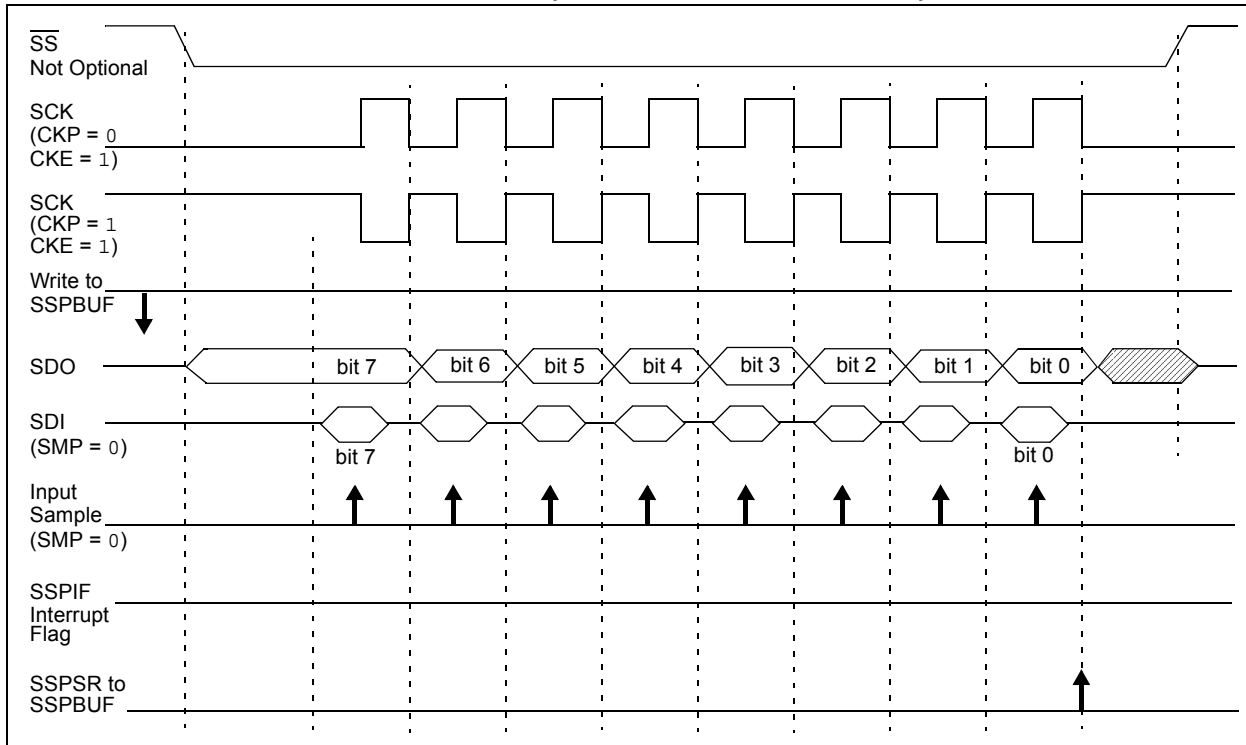 SS
Not Optional
SCK
(CKP = 0
CKE = 1)
SCK
(CKP = 1
CKE = 1)
Write to
SSPBUF
SDO
bit 7 bit 6 bit 5 bit 4 bit 3 bit 2 bit 1 bit 0
SDI
(SMP = 0)
bit 7 bit 0
Input
Sample
(SMP = 0)
SSPIF
Interrupt
Flag
SSPSR to
SSPBUF